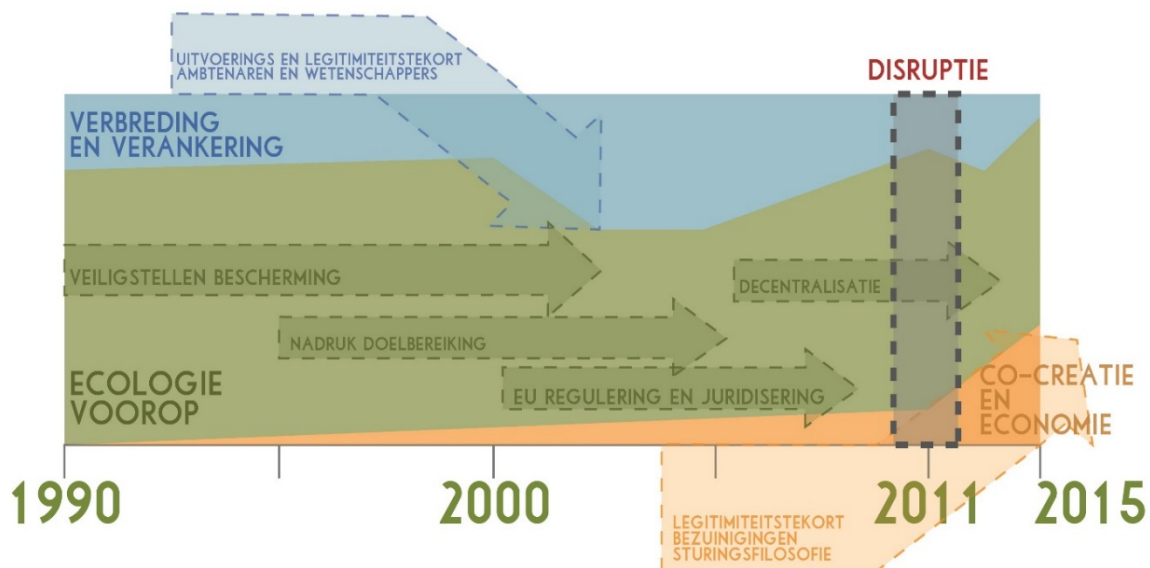 UITVOERINGS EN LEGITIMITEITSTEKORT
AMBTENAREN EN WETENSCHAPPERS
DISRUPTIE
VERBREDING
EN VERANKERING
VEILIGSTELLEN BESCHERMING
DECENTRALISATIE
NADRUK DOELBEREIKING
ECOLOGIE
VOOROP
EU REGULERING EN JURIDISERING
CO-CREATIE
EN
ECONOMIE
1990
2000
2011
2015
LEGITIMITEITSTEKORT
BEZUINIGINGEN
STURINGSFILOSOFIE